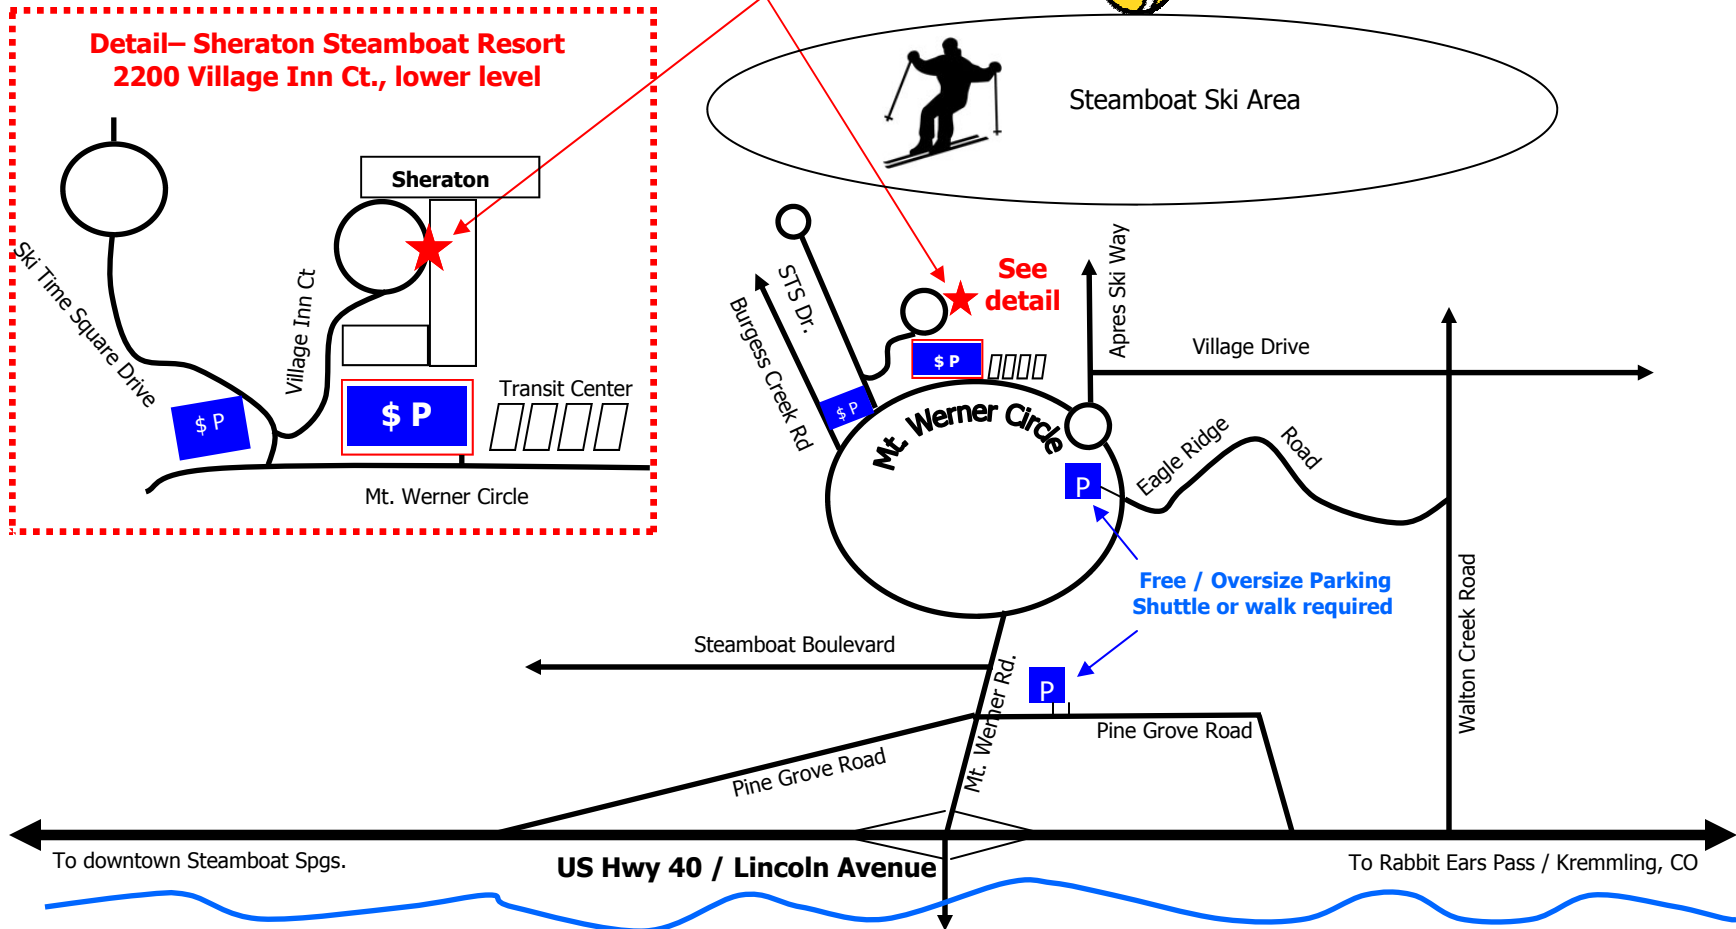 Detail– Sheraton Steamboat Resort
2200 Village Inn Ct., lower level
Sheraton
Ski Time Square Drive
Village Inn Ct
$ P
$ P
Transit Center
Mt. Werner Circle
Steamboat Ski Area
STS Dr.
Burgess Creek Rd
See
detail
$ P
$ P
Apres Ski Way
Village Drive
Mt. Werner Circle
P
Eagle Ridge
Road
Free / Oversize Parking
Shuttle or walk required
Steamboat Boulevard
P
Mt. Werner Rd.
Pine Grove Road
Pine Grove Road
Walton Creek Road
To downtown Steamboat Spgs.
US Hwy 40 / Lincoln Avenue
To Rabbit Ears Pass / Kremmling, CO